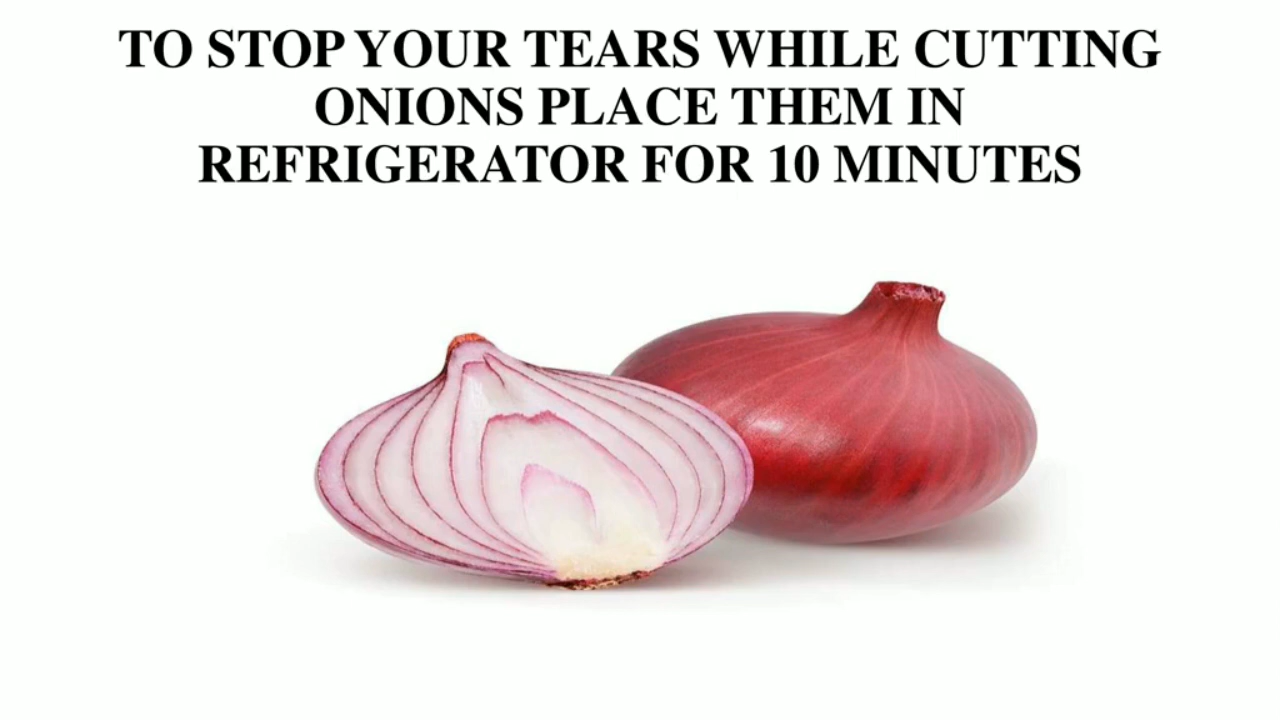 TO STOP YOUR TEARS WHILE CUTTING
ONIONS PLACE THEM IN
REFRIGERATOR FOR 10 MINUTES